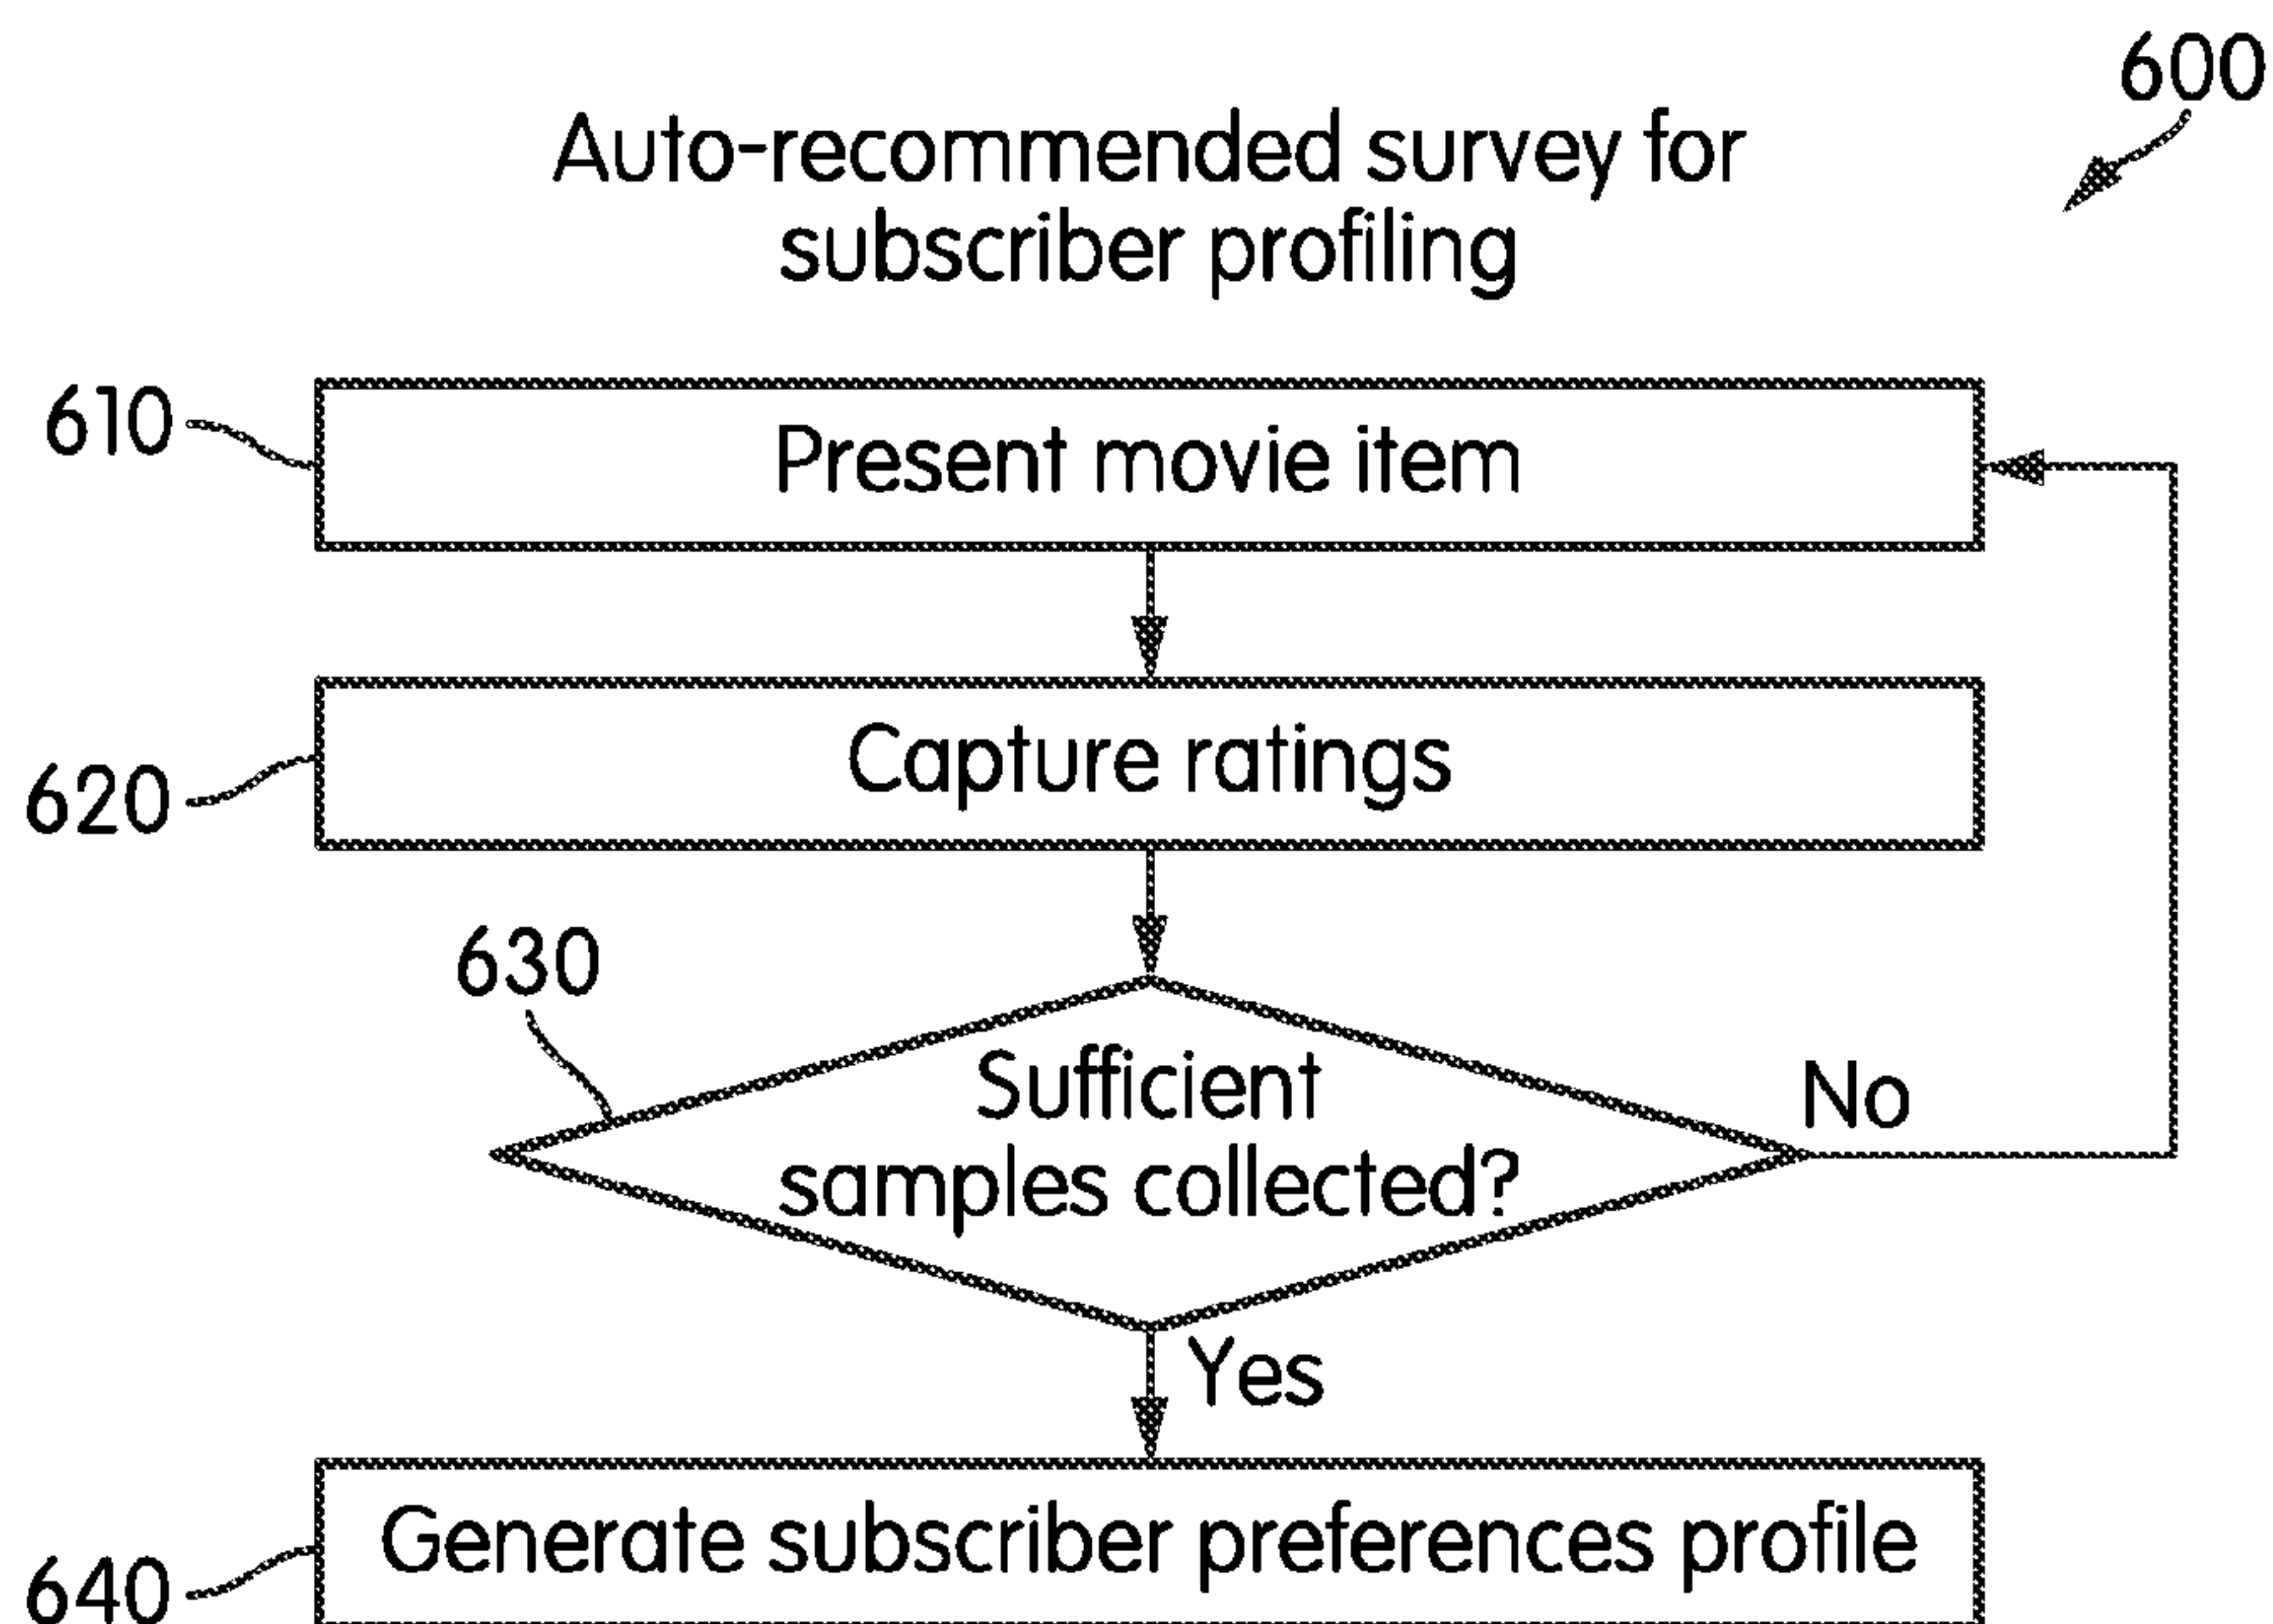 600
Auto-recommended survey for
subscriber profiling
610
Present movie item
620
Capture ratings
630
Sufficient
samples collected?
No
Yes
640
Generate subscriber preferences profile